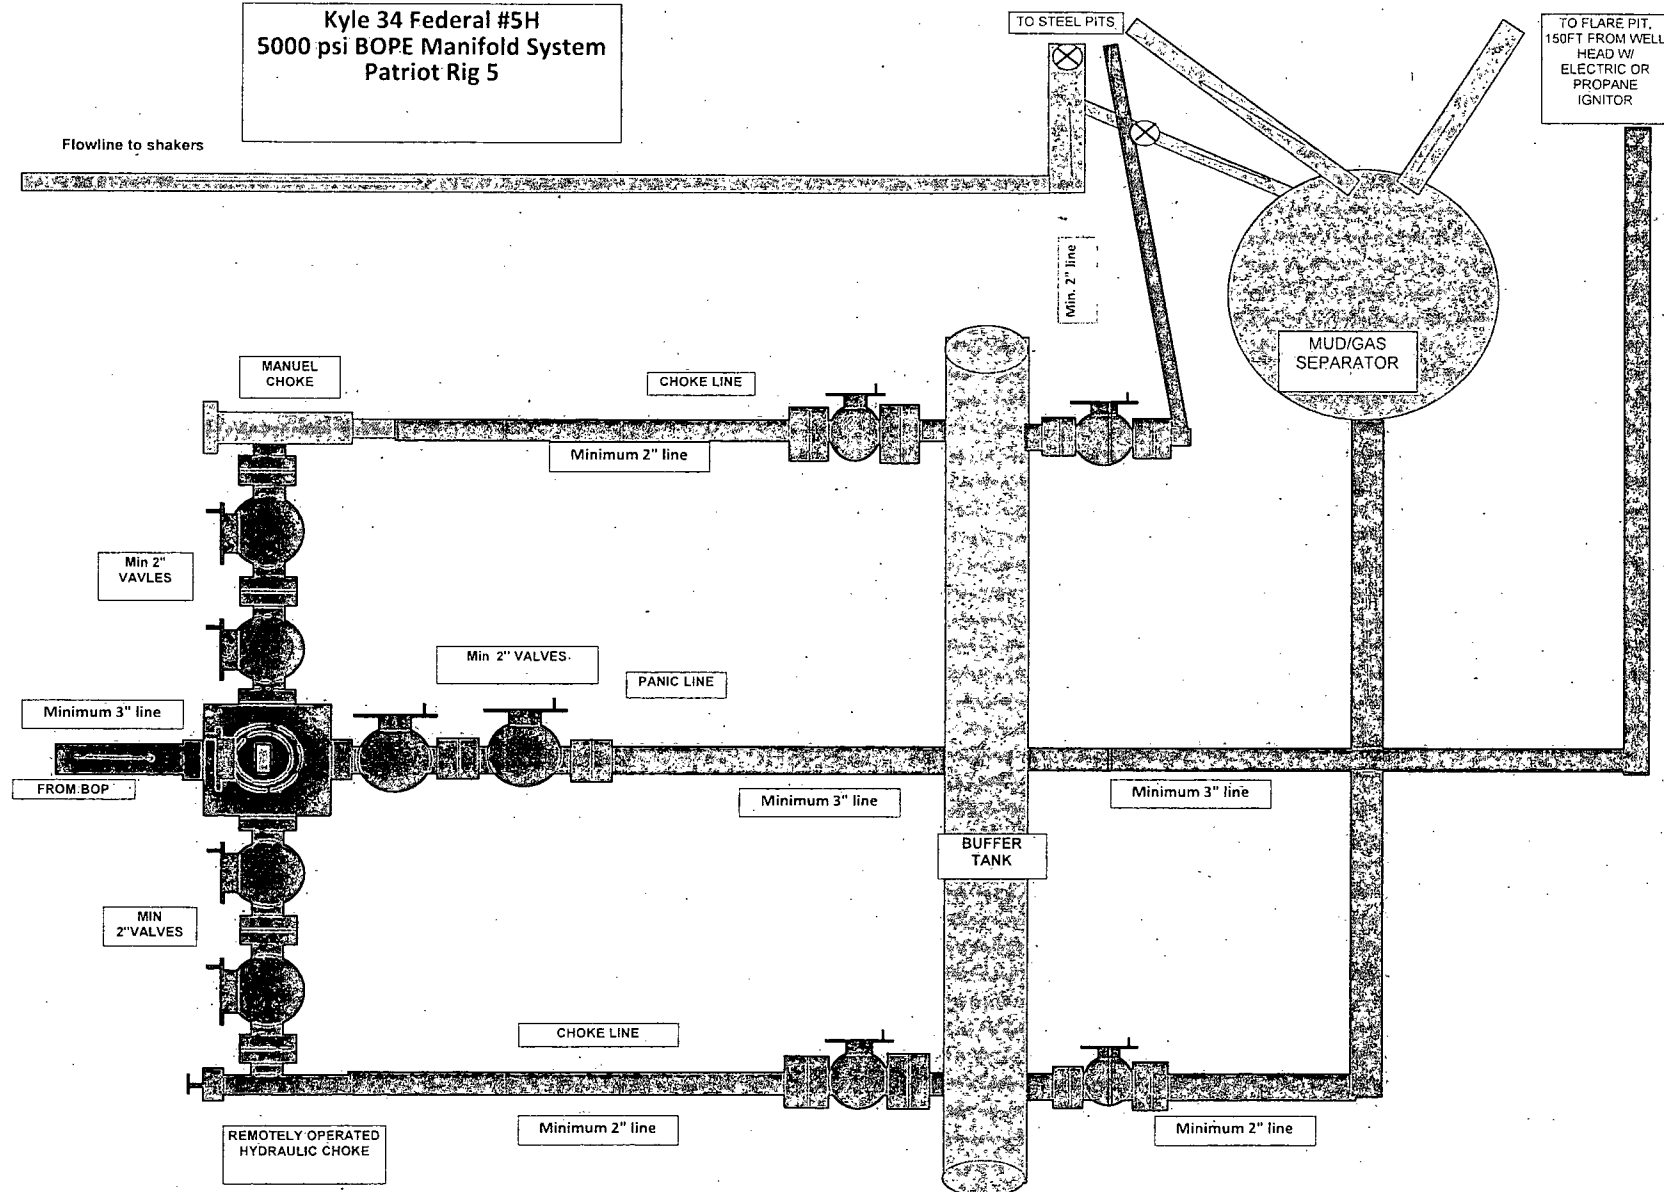 Kyle 34 Federal #5H
5000 psi BOPE Manifold System
Patriot Rig 5
TO STEEL PITS
TO FLARE PIT,
150FT FROM WELL
HEAD W/
ELECTRIC OR
PROPANE
IGNITOR
Flowline to shakers
Min. 2" line
MUD/GAS
SEPARATOR
MANUEL
CHOKE
CHOKE LINE
Minimum 2" line
Min 2"
VAVLES
Min 2" VALVES
PANIC LINE
Minimum 3" line
FROM BOP
Minimum 3" line
Minimum 3" line
BUFFER
TANK
MIN
2"VALVES
CHOKE LINE
Minimum 2" line
Minimum 2" line
REMOTELY OPERATED
HYDRAULIC CHOKE